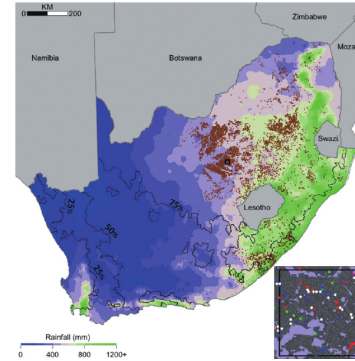 KM
0 200
Zimbabwe
Namibia
Botswana
Moza
Swazi.
Lesotho
25%
50%
75%
25%
Rainfall (mm)
0 400 800 1200+